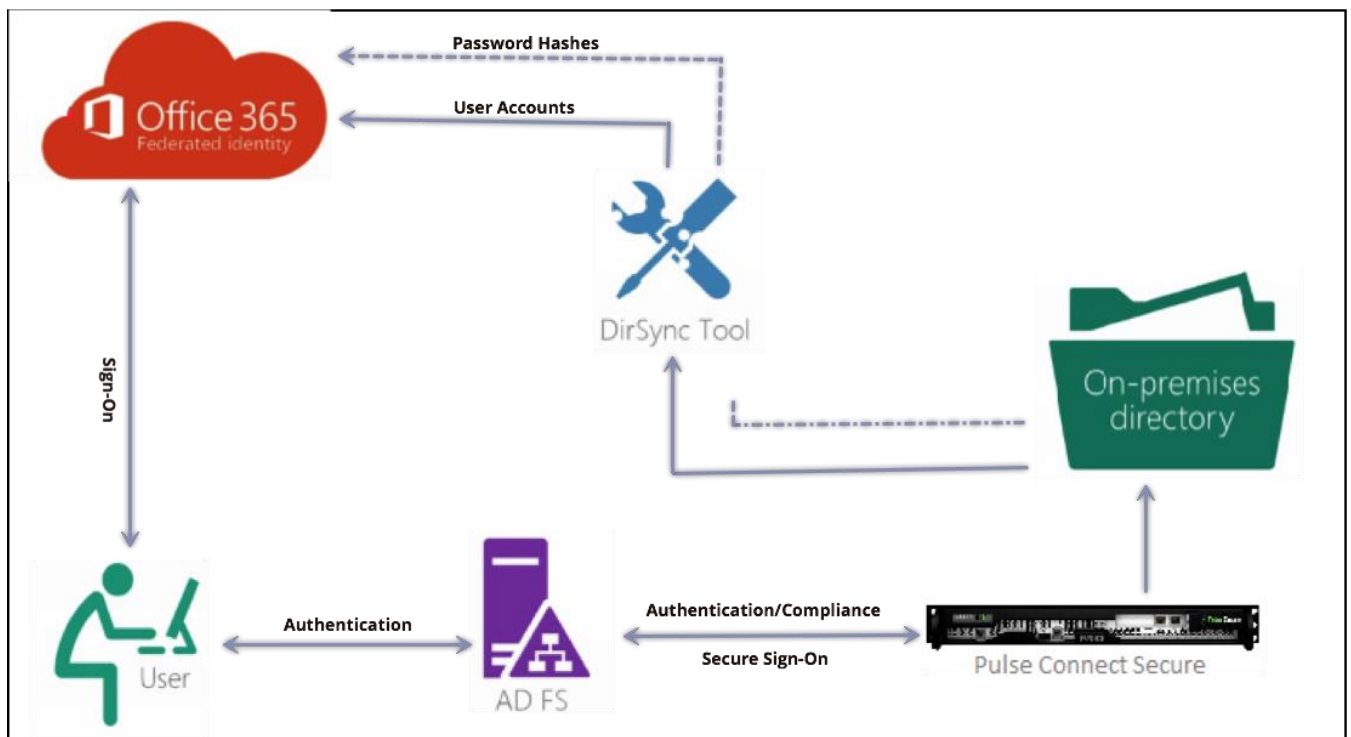 Password Hashes
User Accounts
Office 365
Federated identity
DirSync Tool
On-premises
directory
Sign-On
Authentication
User
AD FS
Authentication/Compliance
Secure Sign-On
Pulse Connect Secure